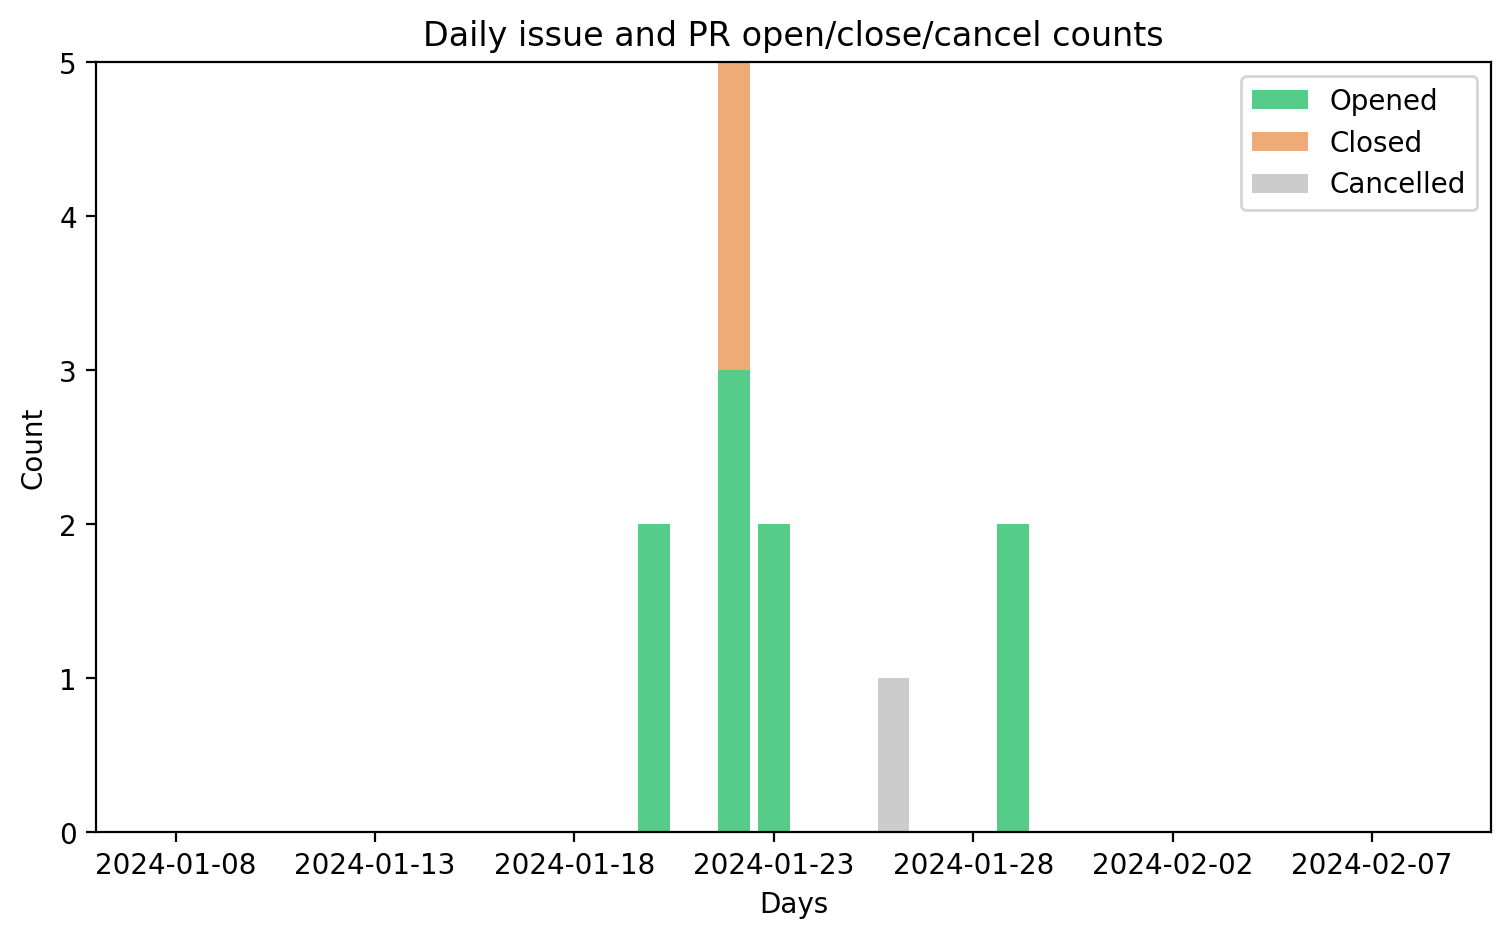 Daily issue and PR open/close/cancel counts
Opened
Closed
Cancelled
5
4
3
2
1
0
Count
2024-01-08 2024-01-13 2024-01-18 2024-01-23 2024-01-28 2024-02-02 2024-02-07
Days